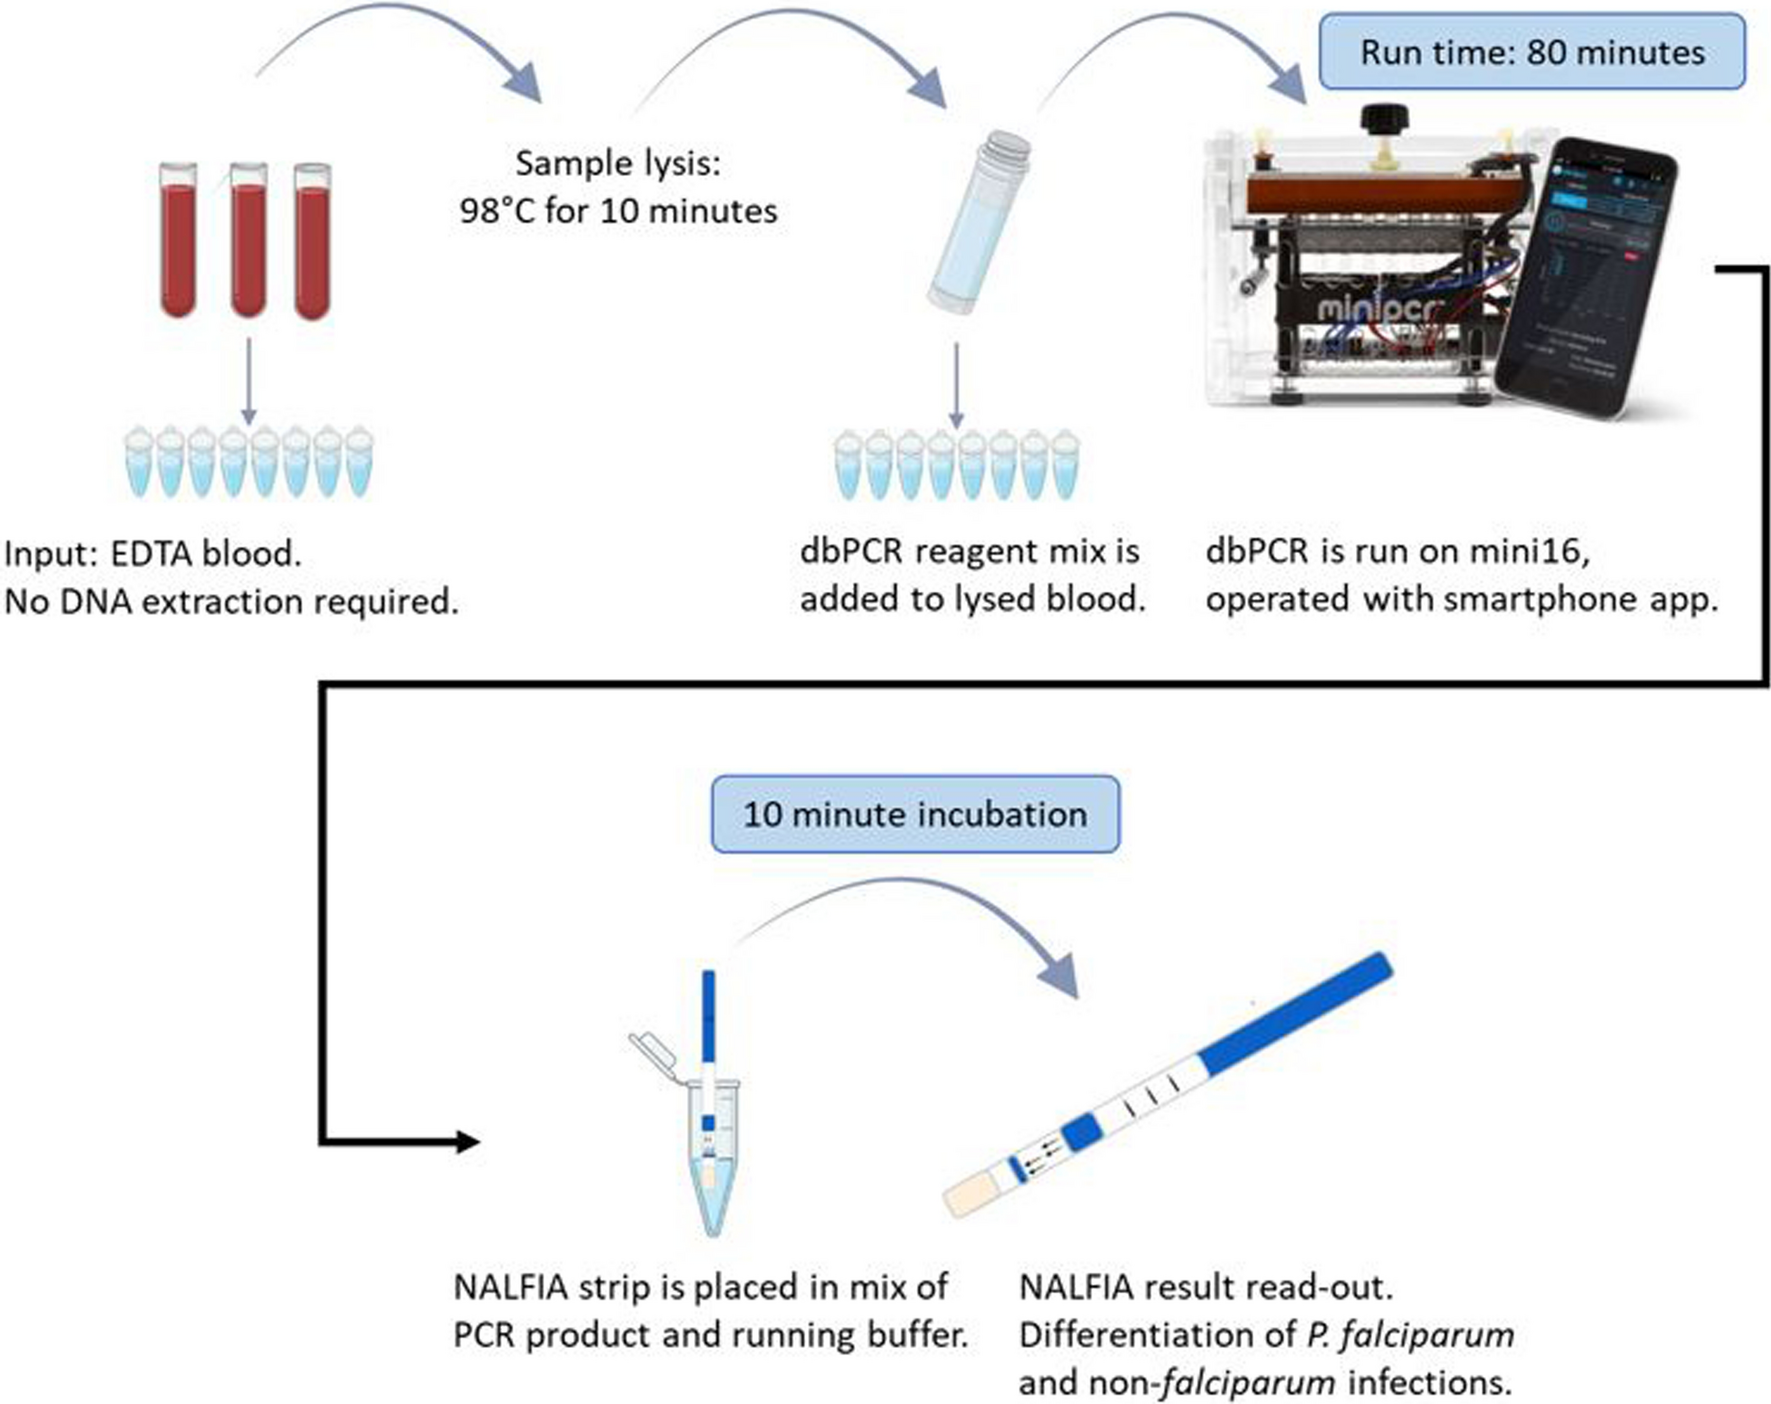 Run time: 80 minutes
Sample lysis:
98°C for 10 minutes
minipcr
Input: EDTA blood.
No DNA extraction required.
dbPCR reagent mix is
added to lysed blood.
dbPCR is run on mini16,
operated with smartphone app.
10 minute incubation
NALFIA strip is placed in mix of
PCR product and running buffer.
NALFIA result read-out.
Differentiation of P. falciparum
and non-falciparum infections.